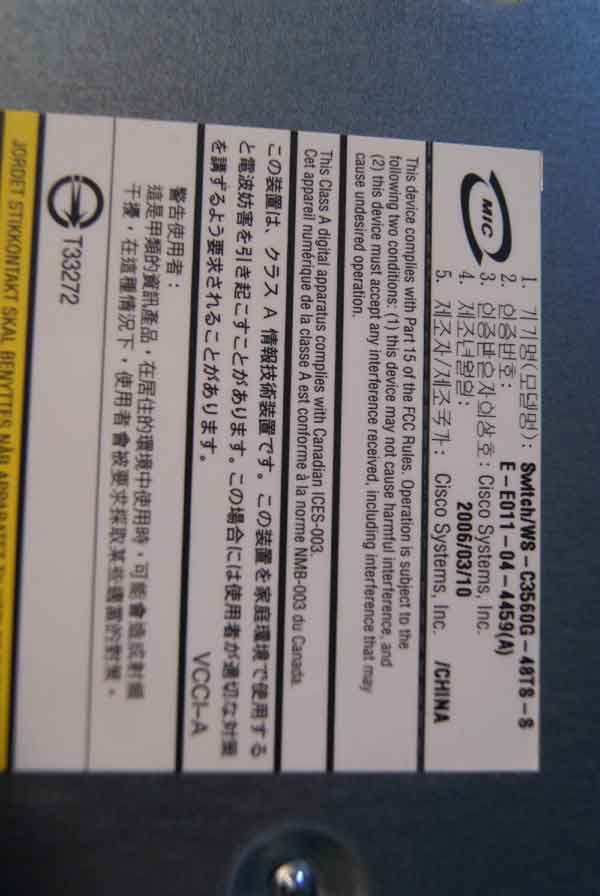 MIC
1. 기기명(모델명): Switch/WS-C3560G-48TS-S
2. 인증번호: E-E011-04-4459(A)
3. 인증받은자의상호: Cisco Systems, Inc.
4. 제조년월일: 2006/03/10
5. 제조자/제조국가: Cisco Systems, Inc. /CHINA
This device complies with Part 15 of the FCC Rules. Operation is subject to the
following two conditions: (1) this device may not cause harmful interference, and
(2) this device must accept any interference received, including interference that may
cause undesired operation.
This Class A digital apparatus complies with Canadian ICES-003.
Cet appareil numérique de la classe A est conforme à la norme NMB-003 du Canada.
この装置は、クラス A 情報技術装置です。この装置を家庭環境で使用する
と電波妨害を引き起こすことがあります。この場合には使用者が適切な対策
を講ずるよう要求されることがあります。
VCCI-A
警告使用者：
這是甲類的資訊產品，在居住的環境中使用時，可能會造成射頻
干擾，在這種情況下，使用者會被要求採取某些適當的對策。
T33272
JORDET STIKKONTAKT SKAL BENYTTES NÅR APPARATET